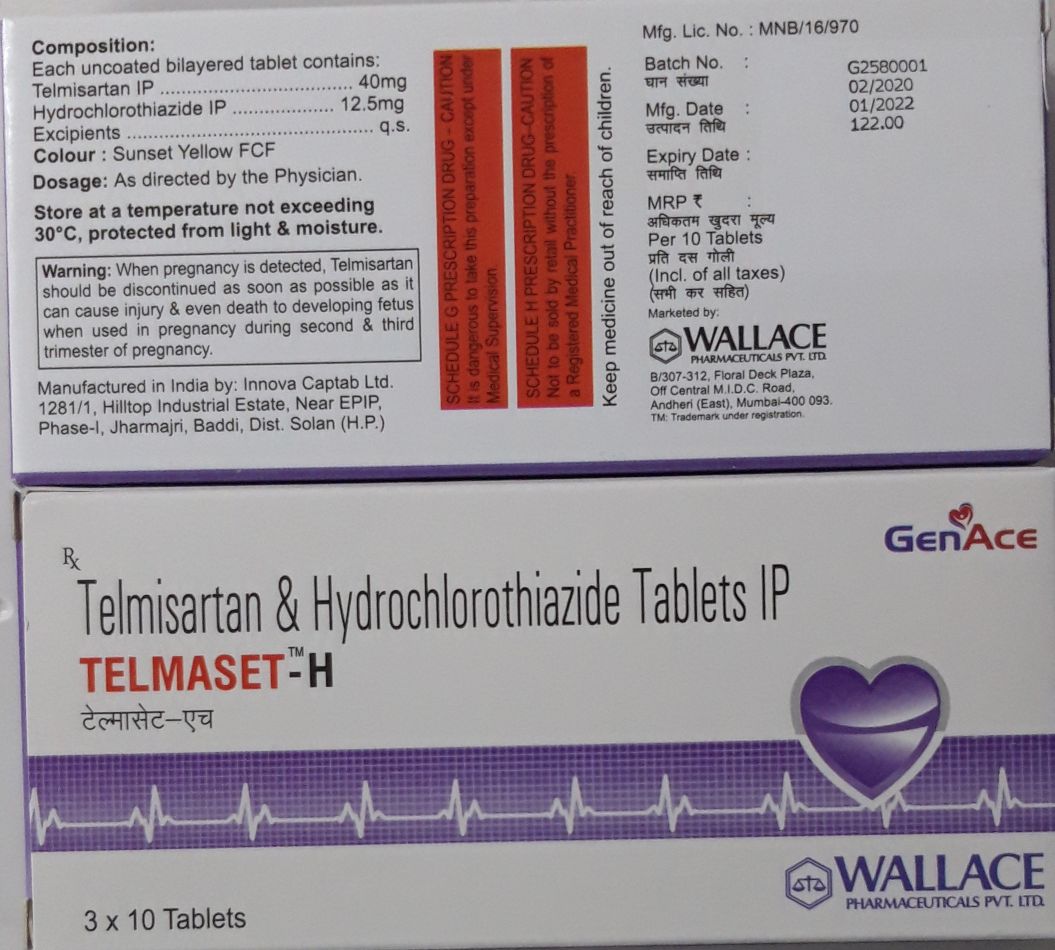 Composition:
Each uncoated bilayered tablet contains:
Telmisartan IP ................................... 40mg
Hydrochlorothiazide IP .................. 12.5mg
Excipients ............................................ q.s.
Colour : Sunset Yellow FCF
Dosage: As directed by the Physician.
Store at a temperature not exceeding
30°C, protected from light & moisture.
Warning: When pregnancy is detected, Telmisartan
should be discontinued as soon as possible as it
can cause injury & even death to developing fetus
when used in pregnancy during second & third
trimester of pregnancy.
Manufactured in India by: Innova Captab Ltd.
1281/1, Hilltop Industrial Estate, Near EPIP,
Phase-I, Jharmajri, Baddi, Dist. Solan (H.P.)
SCHEDULE G PRESCRIPTION DRUG - CAUTION
It is dangerous to take this preparation except under
Medical Supervision.
SCHEDULE H PRESCRIPTION DRUG-CAUTION
Not to be sold by retail without the prescription of
a Registered Medical Practitioner.
Keep medicine out of reach of children.
Mfg. Lic. No. : MNB/16/970
Batch No. : G2580001
घान संख्या 02/2020
Mfg. Date : 01/2022
उत्पादन तिथि 122.00
Expiry Date :
समाप्ति तिथि
MRP ₹ :
अधिकतम खुदरा मूल्य
Per 10 Tablets
प्रति दस गोली
(Incl. of all taxes)
(सभी कर सहित)
Marketed by:
WALLACE
PHARMACEUTICALS PVT. LTD.
B/307-312, Floral Deck Plaza,
Off Central M.I.D.C. Road,
Andheri (East), Mumbai-400 093.
TM: Trademark under registration.
GenAce
Rx
Telmisartan & Hydrochlorothiazide Tablets IP
TELMASET™-H
टेल्मासेट–एच
WALLACE
PHARMACEUTICALS PVT. LTD.
3 x 10 Tablets